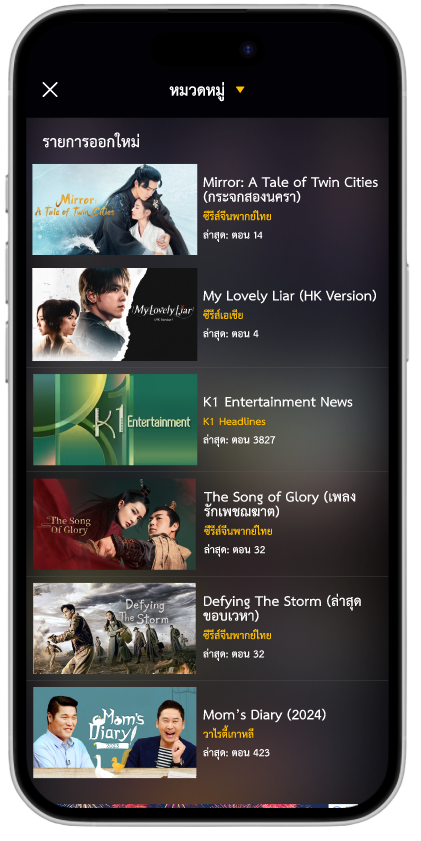 หมวดหมู่
รายการออกใหม่
Mirror
A Tale of Twin Cities
Mirror: A Tale of Twin Cities
(กระจกสองนครา)
ซีรีส์จีนพากย์ไทย
ล่าสุด: ตอน 14
My Lovely Liar
(HK Version)
My Lovely Liar (HK Version)
ซีรีส์เอเชีย
ล่าสุด: ตอน 4
K1 Entertainment
K1 Entertainment News
K1 Headlines
ล่าสุด: ตอน 3827
The Song
Of Glory
The Song of Glory (เพลง
รักเพชฌฆาต)
ซีรีส์จีนพากย์ไทย
ล่าสุด: ตอน 32
Defying
The Storm
Defying The Storm (ล่าสุด
ขอบเวหา)
ซีรีส์จีนพากย์ไทย
ล่าสุด: ตอน 32
Mom's
Diary
2023
Mom's Diary (2024)
วาไรตี้เกาหลี
ล่าสุด: ตอน 423